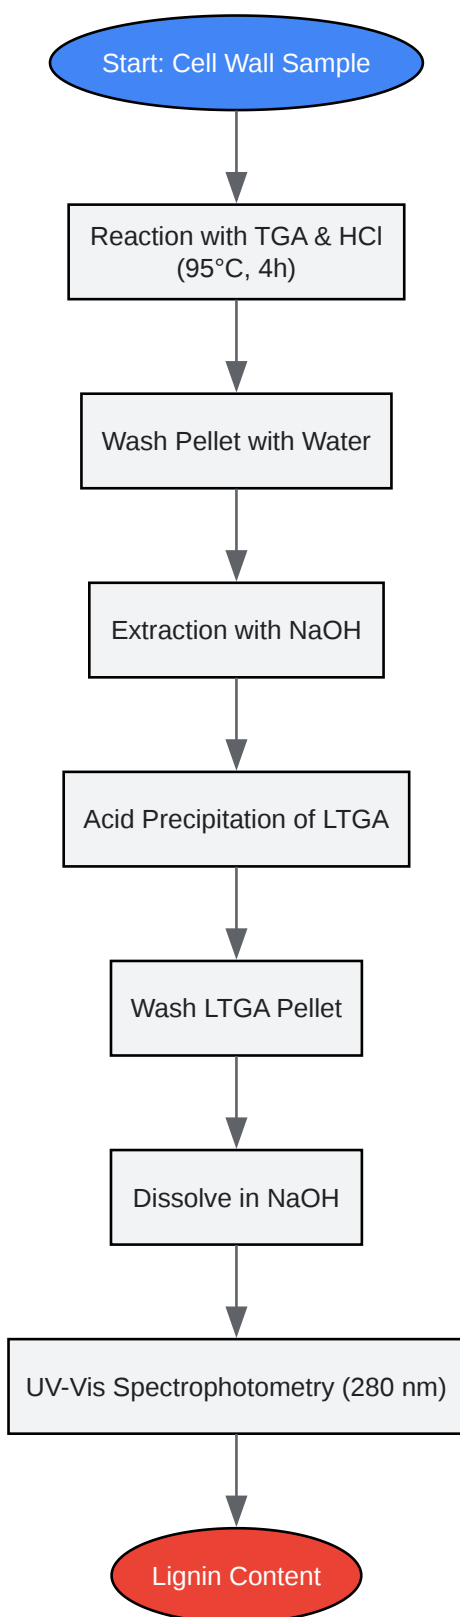 Start: Cell Wall Sample
Reaction with TGA & HCl
(95°C, 4h)
Wash Pellet with Water
Extraction with NaOH
Acid Precipitation of LTGA
Wash LTGA Pellet
Dissolve in NaOH
UV-Vis Spectrophotometry (280 nm)
Lignin Content